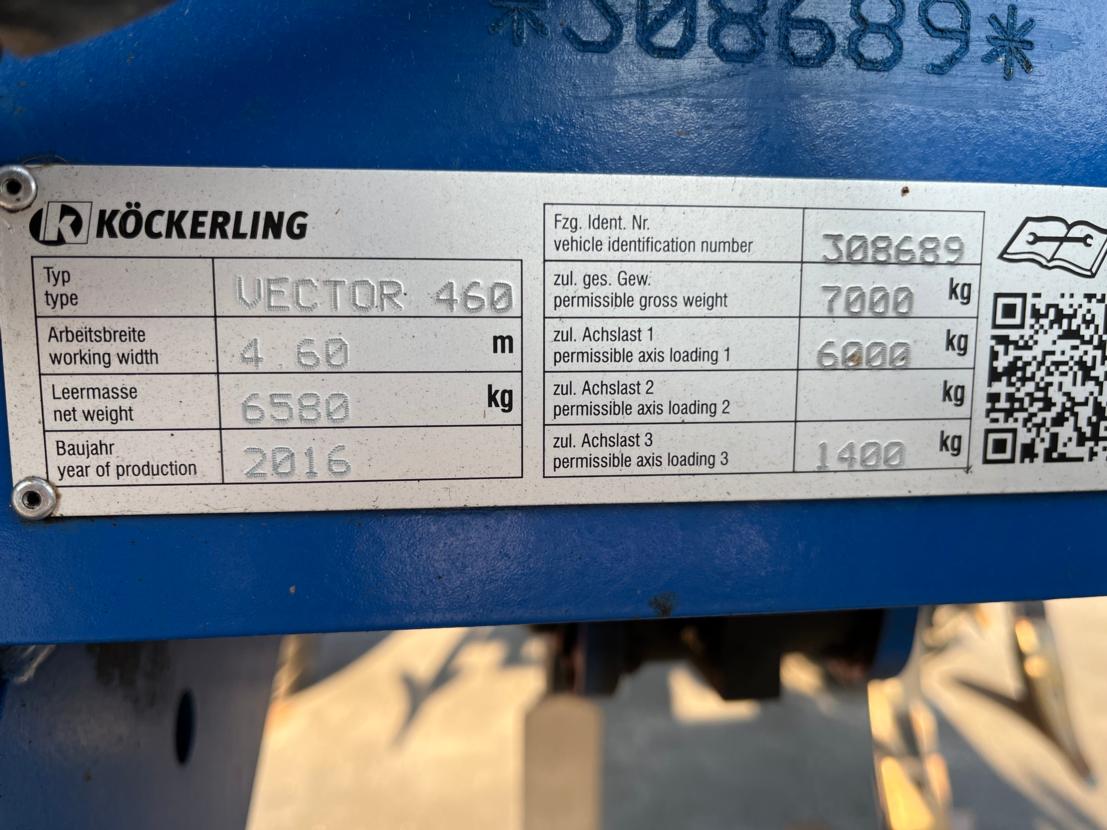 *308689*
KÖCKERLING
Typ
type
VECTOR 460
Arbeitsbreite
working width
4.60 m
Leermasse
net weight
6580 kg
Baujahr
year of production
2016
Fzg. Ident. Nr.
vehicle identification number
308689
zul. ges. Gew.
permissible gross weight
7000 kg
zul. Achslast 1
permissible axis loading 1
6000 kg
zul. Achslast 2
permissible axis loading 2
kg
zul. Achslast 3
permissible axis loading 3
1400 kg